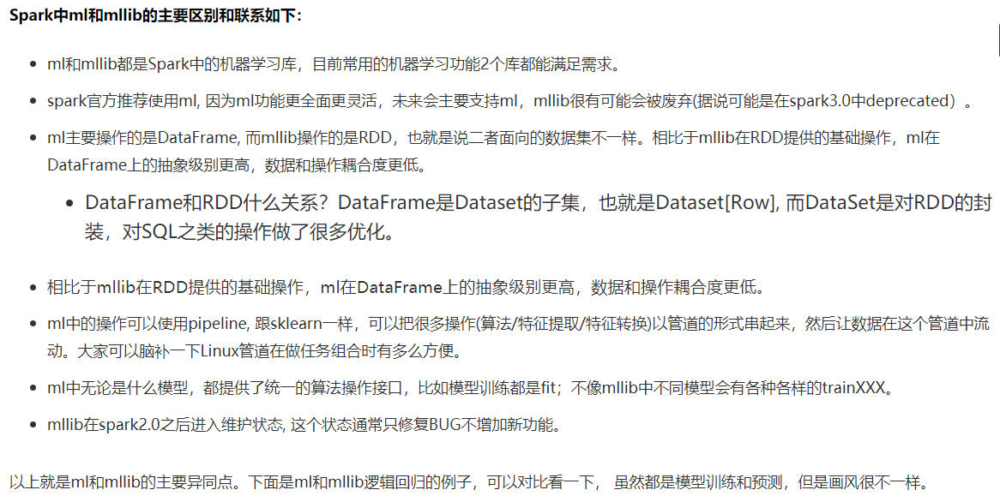 Spark中ml和mllib的主要区别和联系如下：
ml和mllib都是Spark中的机器学习库，目前常用的机器学习功能2个库都能满足需求。
spark官方推荐使用ml, 因为ml功能更全面更灵活，未来会主要支持ml，mllib很有可能会被废弃(据说可能是在spark3.0中deprecated）。
ml主要操作的是DataFrame, 而mllib操作的是RDD，也就是说二者面向的数据集不一样。相比于mllib在RDD提供的基础操作，ml在
DataFrame上的抽象级别更高，数据和操作耦合度更低。
DataFrame和RDD什么关系？DataFrame是Dataset的子集，也就是Dataset[Row], 而DataSet是对RDD的封
装，对SQL之类的操作做了很多优化。
相比于mllib在RDD提供的基础操作，ml在DataFrame上的抽象级别更高，数据和操作耦合度更低。
ml中的操作可以使用pipeline, 跟sklearn一样，可以把很多操作(算法/特征提取/特征转换)以管道的形式串起来，然后让数据在这个管道中流
动。大家可以脑补一下Linux管道在做任务组合时有多么方便。
ml中无论是什么模型，都提供了统一的算法操作接口，比如模型训练都是fit；不像mllib中不同模型会有各种各样的trainXXX。
mllib在spark2.0之后进入维护状态, 这个状态通常只修复BUG不增加新功能。
以上就是ml和mllib的主要异同点。下面是ml和mllib逻辑回归的例子，可以对比看一下， 虽然都是模型训练和预测，但是画风很不一样。